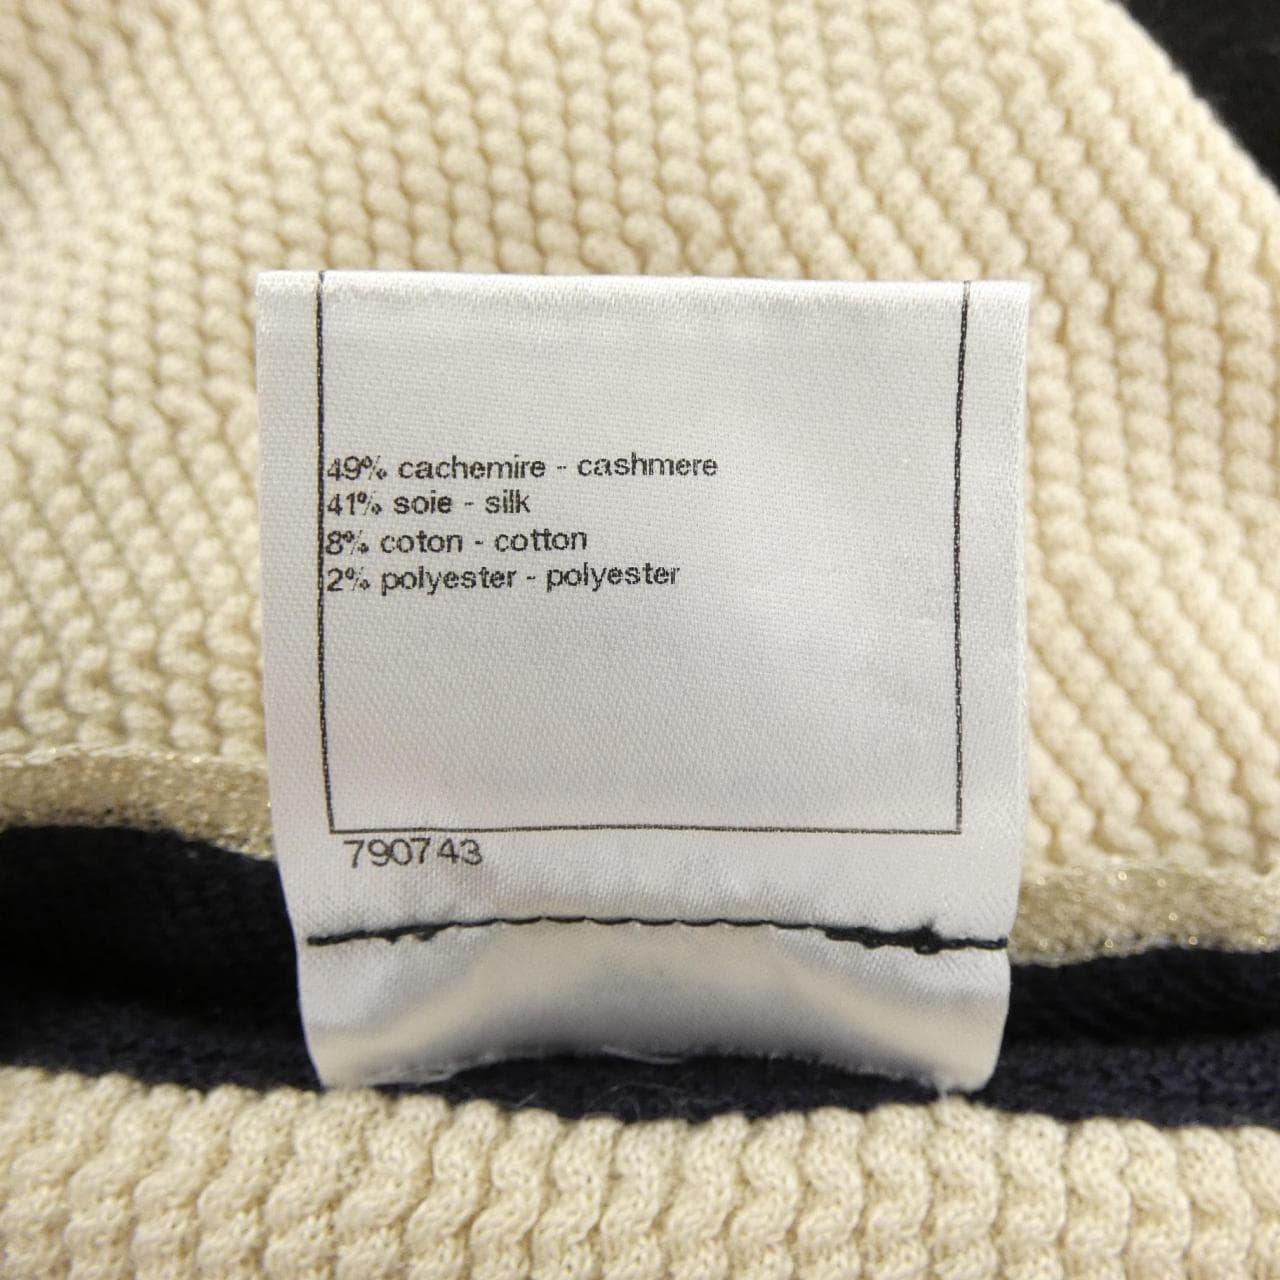 49% cachemire - cashmere
41% soie - silk
8% coton - cotton
2% polyester - polyester
790743